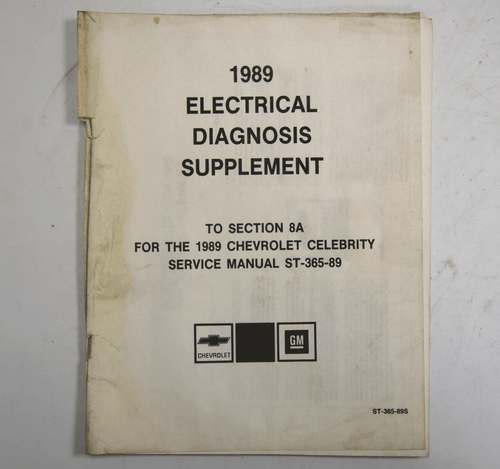 1989
ELECTRICAL
DIAGNOSIS
SUPPLEMENT
TO SECTION 8A
FOR THE 1989 CHEVROLET CELEBRITY
SERVICE MANUAL ST-365-89
CHEVROLET
GM
ST-365-89S